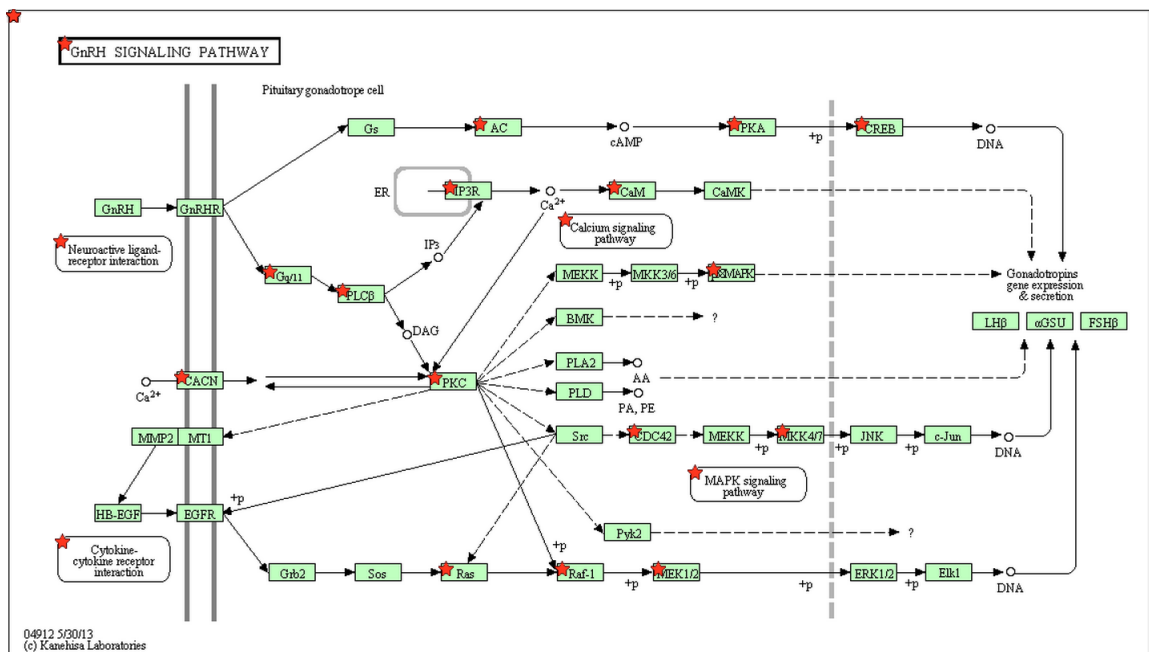 GnRH SIGNALING PATHWAY
Pituitary gonadotrope cell
Gs
AC
cAMP
PKA
+p
CREB
DNA
ER
IP3R
Ca2+
CaM
CaMK
GnRH
GnRHR
Calcium signaling
pathway
Neuroactive ligand-
receptor interaction
IP3
Gq/11
PLCβ
MEKK
+p
MKK3/6
+p
MAPK
Gonadotropins
gene expression
& secretion
DAG
BMK
?
LHβ
αGSU
FSHβ
PLA2
AA
CACN
Ca2+
PKC
PLD
PA, PE
MMP2
MT1
Src
CDC42
MEKK
+p
MKK4/7
+p
JNK
+p
c-Jun
DNA
MAPK signaling
pathway
+p
HB-EGF
EGFR
Pyk2
?
Cytokine-
cytokine receptor
interaction
+p
Grb2
Sos
Ras
Raf-1
+p
MEK1/2
+p
ERK1/2
+p
Elk1
DNA
04912 5/30/13
(c) Kanehisa Laboratories